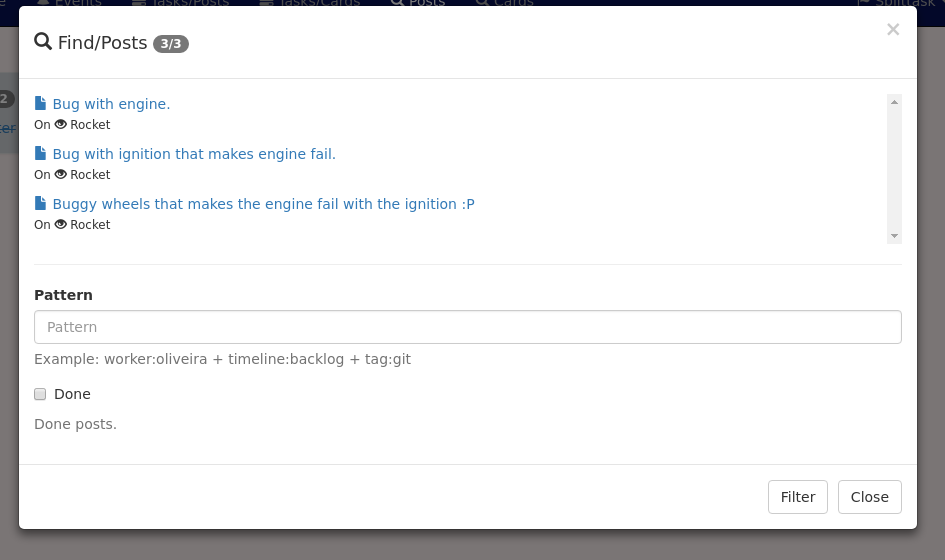 Events Tasks/Posts Tasks/Cards Posts Cards Splittask
Find/Posts 3/3
×
2
Bug with engine.
On Rocket
Bug with ignition that makes engine fail.
On Rocket
Buggy wheels that makes the engine fail with the ignition :P
On Rocket
Pattern
Pattern
Example: worker:oliveira + timeline:backlog + tag:git
Done
Done posts.
Filter Close